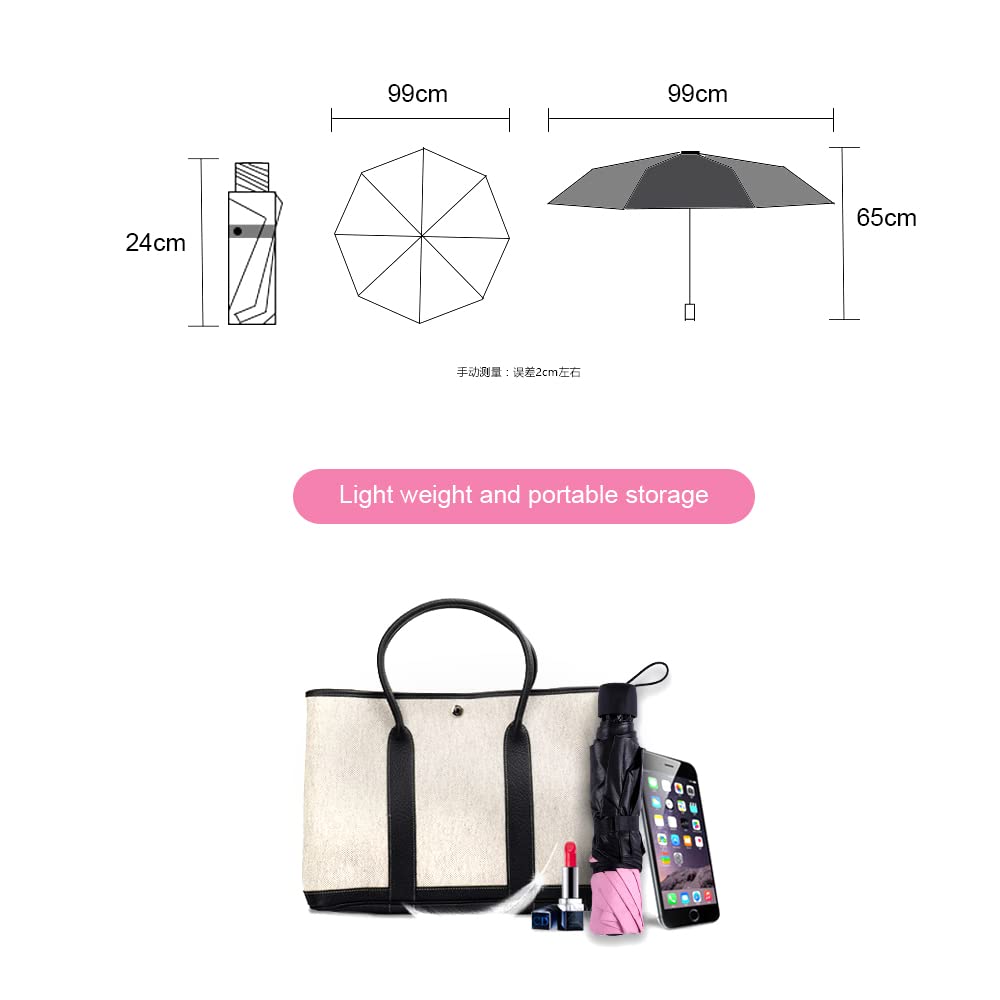 99cm
99cm
24cm
65cm
手动测量：误差2cm左右
Light weight and portable storage